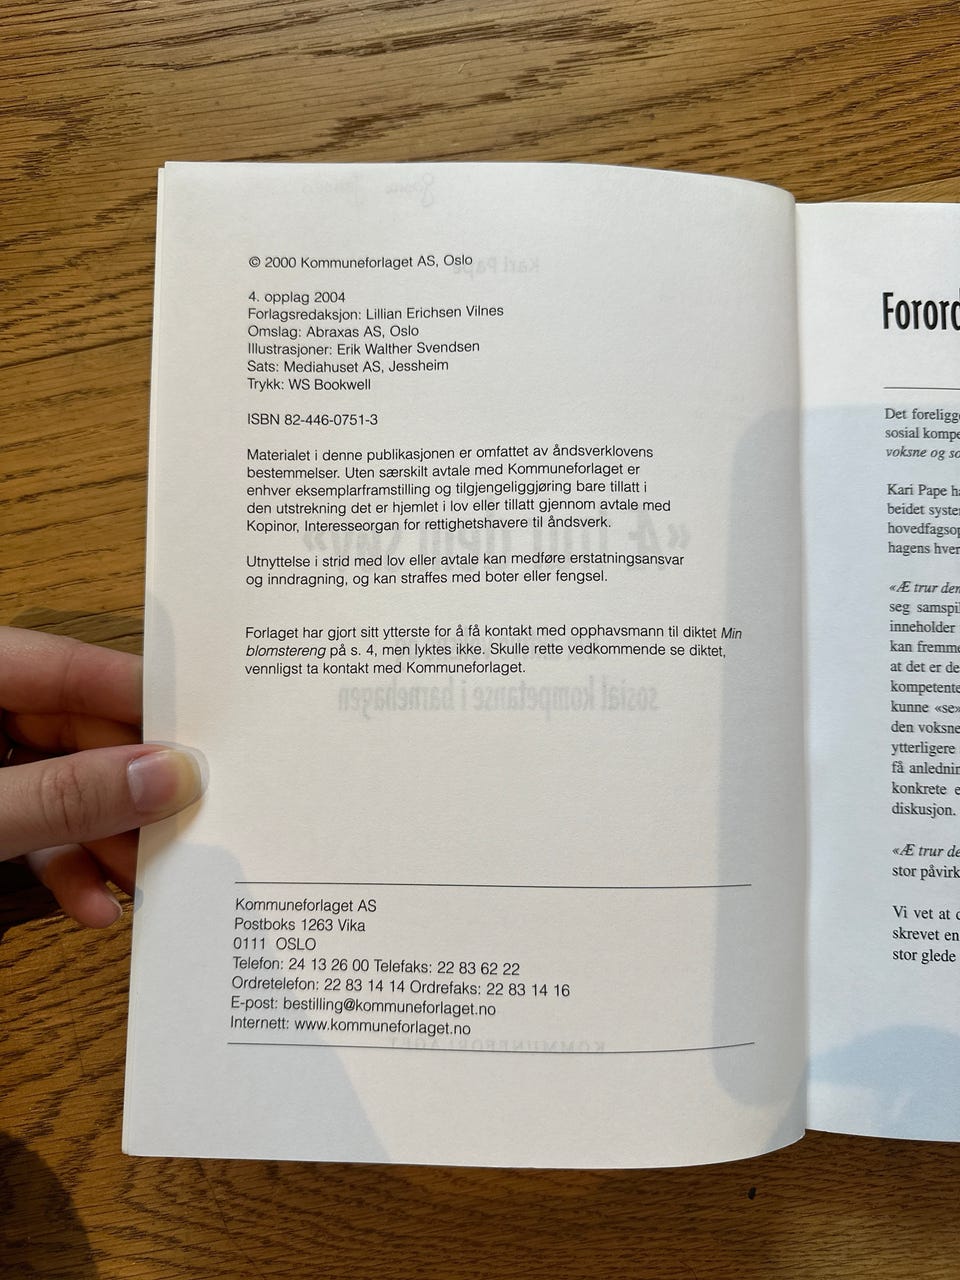 © 2000 Kommuneforlaget AS, Oslo
4. opplag 2004
Forlagsredaksjon: Lillian Erichsen Vilnes
Omslag: Abraxas AS, Oslo
Illustrasjoner: Erik Walther Svendsen
Sats: Mediahuset AS, Jessheim
Trykk: WS Bookwell
ISBN 82-446-0751-3
Materialet i denne publikasjonen er omfattet av åndsverklovens
bestemmelser. Uten særskilt avtale med Kommuneforlaget er
enhver eksemplarframstilling og tilgjengeliggjøring bare tillatt i
den utstrekning det er hjemlet i lov eller tillatt gjennom avtale med
Kopinor, Interesseorgan for rettighetshavere til åndsverk.
Utnyttelse i strid med lov eller avtale kan medføre erstatningsansvar
og inndragning, og kan straffes med boter eller fengsel.
Forlaget har gjort sitt ytterste for å få kontakt med opphavsmann til diktet Min
blomstereng på s. 4, men lyktes ikke. Skulle rette vedkommende se diktet,
vennligst ta kontakt med Kommuneforlaget.
Kommuneforlaget AS
Postboks 1263 Vika
0111 OSLO
Telefon: 24 13 26 00 Telefaks: 22 83 62 22
Ordretelefon: 22 83 14 14 Ordrefaks: 22 83 14 16
E-post: bestilling@kommuneforlaget.no
Internett: www.kommuneforlaget.no
Forord
Det foreligg
sosial kompe
voksne og so
Kari Pape ha
beidet syste
hovedfagsop
hagens hver
«Æ trur den
seg samspil
inneholder
kan fremme
at det er de
kompetente
kunne «se»
den voksne
ytterligere
få anlednin
konkrete e
diskusjon.
«Æ trur de
stor påvirk
Vi vet at d
skrevet en
stor glede